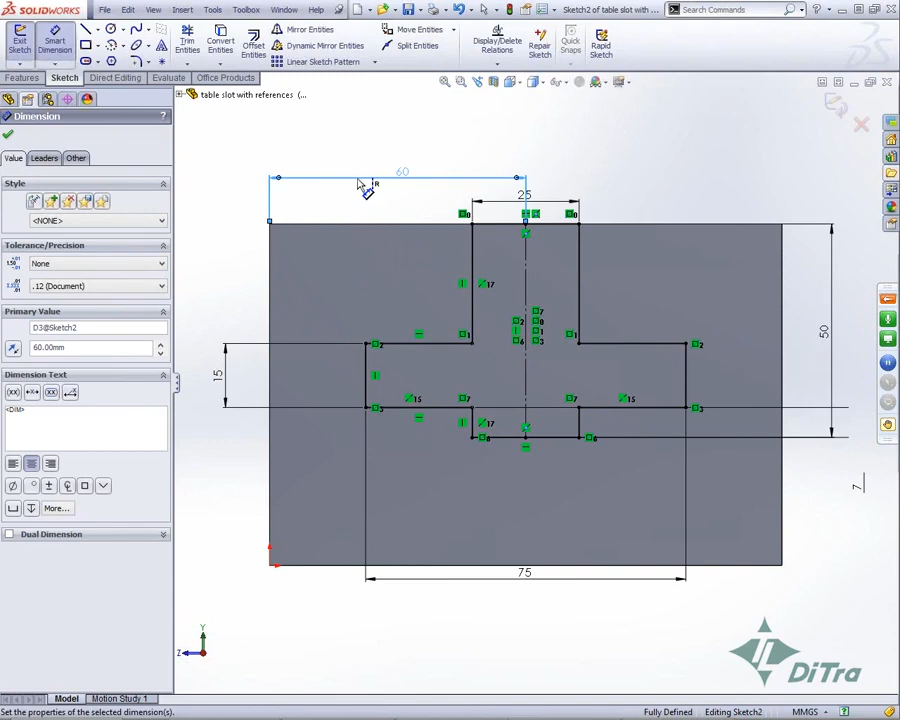 SOLIDWORKS
File Edit View Insert Tools Window Help
Sketch2 of table slot with ...
Search Commands
Exit Sketch
Smart Dimension
Trim Entities
Convert Entities
Offset Entities
Mirror Entities
Dynamic Mirror Entities
Linear Sketch Pattern
Move Entities
Split Entities
Display/Delete Relations
Repair Sketch
Quick Snaps
Rapid Sketch
Features Sketch Direct Editing Evaluate Office Products
table slot with references (...
Dimension ?
Value Leaders Other
Style
<NONE>
Tolerance/Precision
None
.12 (Document)
Primary Value
D3@Sketch2
60.00mm
Dimension Text
<DIM>
More...
Dual Dimension
60
R
25
50
15
75
7
Y
Z
DiTra
Model Motion Study 1
Set the properties of the selected dimension(s).
Fully Defined Editing Sketch2 MMGS